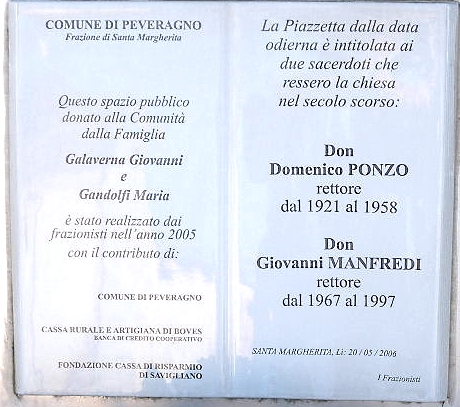 COMUNE DI PEVERAGNO
Frazione di Santa Margherita
Questo spazio pubblico
donato alla Comunità
dalla Famiglia
Galaverna Giovanni
e
Gandolfi Maria
è stato realizzato dai
frazionisti nell'anno 2005
con il contributo di:
COMUNE DI PEVERAGNO
CASSA RURALE E ARTIGIANA DI BOVES
BANCA DI CREDITO COOPERATIVO
FONDAZIONE CASSA DI RISPARMIO
DI SAVIGLIANO
La Piazzetta dalla data
odierna è intitolata ai
due sacerdoti che
ressero la chiesa
nel secolo scorso:
Don
Domenico PONZO
rettore
dal 1921 al 1958
Don
Giovanni MANFREDI
rettore
dal 1967 al 1997
SANTA MARGHERITA, Lì: 20 / 05 / 2006
I Frazionisti